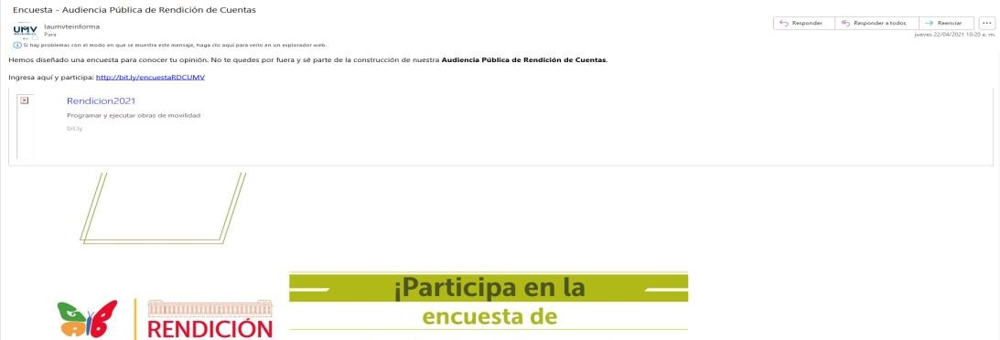 Encuesta - Audiencia Pública de Rendición de Cuentas
UMV
laumvteinforma
Para
Responder
Responder a todos
Reenviar
jueves 22/04/2021 10:20 a. m.
Si hay problemas con el modo en que se muestra este mensaje, haga clic aquí para verlo en un explorador web.
Hemos diseñado una encuesta para conocer tu opinión. No te quedes por fuera y sé parte de la construcción de nuestra Audiencia Pública de Rendición de Cuentas.
Ingresa aquí y participa: http://bit.ly/encuestaRDCUMV
Rendicion2021
Programar y ejecutar obras de movilidad
bit.ly
¡Participa en la
encuesta de
RENDICIÓN